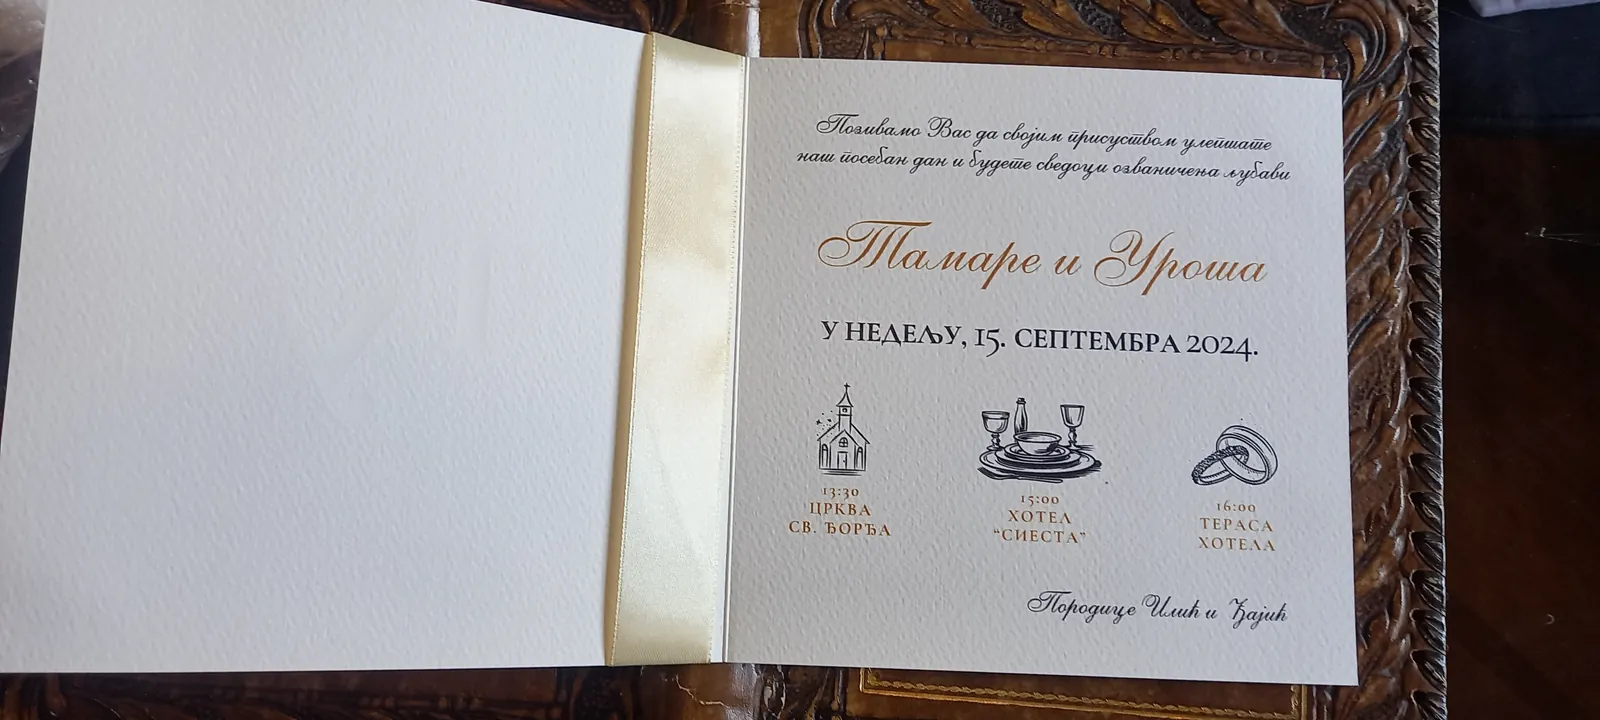 Позивамо Вас да својим присуством улепшате
наш посебан дан и будете сведоци озваничења љубави
Тамаре и Уроша
У НЕДЕЉУ, 15. СЕПТЕМБРА 2024.
13:30
ЦРКВА
СВ. ЂОРЂА
15:00
ХОТЕЛ
“СИЕСТА”
16:00
ТЕРАСА
ХОТЕЛА
Породице Илић и Ђајић